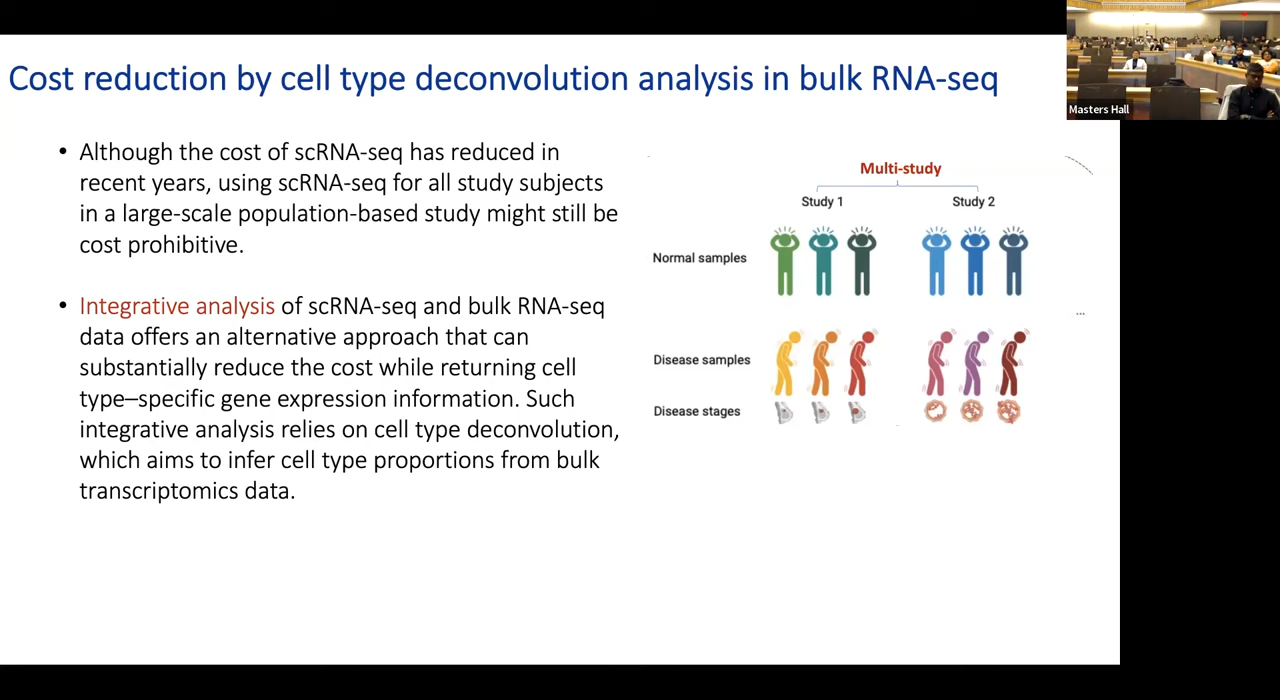 Cost reduction by cell type deconvolution analysis in bulk RNA-seq
Masters Hall
• Although the cost of scRNA-seq has reduced in
recent years, using scRNA-seq for all study subjects
in a large-scale population-based study might still be
cost prohibitive.
• Integrative analysis of scRNA-seq and bulk RNA-seq
data offers an alternative approach that can
substantially reduce the cost while returning cell
type–specific gene expression information. Such
integrative analysis relies on cell type deconvolution,
which aims to infer cell type proportions from bulk
transcriptomics data.
Multi-study
Study 1
Study 2
Normal samples
...
Disease samples
Disease stages